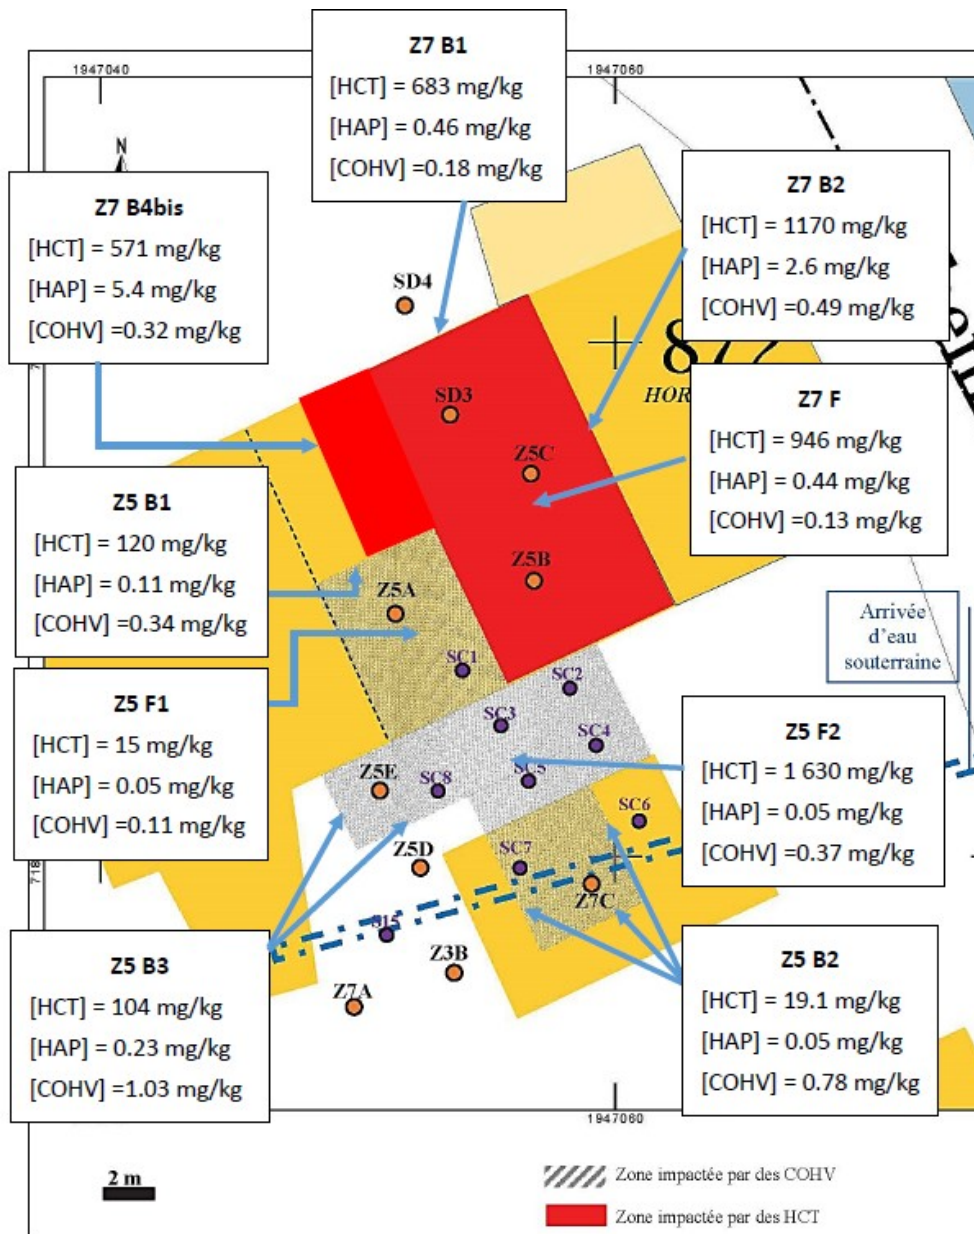 Z7 B1
[HCT] = 683 mg/kg
[HAP] = 0.46 mg/kg
[COHV] =0.18 mg/kg
1947040
1947060
N
Z7 B4bis
[HCT] = 571 mg/kg
[HAP] = 5.4 mg/kg
[COHV] =0.32 mg/kg
Z7 B2
[HCT] = 1170 mg/kg
[HAP] = 2.6 mg/kg
[COHV] =0.49 mg/kg
SD4
HOR
SD3
Z7 F
[HCT] = 946 mg/kg
[HAP] = 0.44 mg/kg
[COHV] =0.13 mg/kg
Z5C
Z5 B1
[HCT] = 120 mg/kg
[HAP] = 0.11 mg/kg
[COHV] =0.34 mg/kg
Z5B
Z5A
Arrivée
d'eau
souterraine
SC1
SC2
Z5 F1
[HCT] = 15 mg/kg
[HAP] = 0.05 mg/kg
[COHV] =0.11 mg/kg
SC3
SC4
Z5 F2
[HCT] = 1 630 mg/kg
[HAP] = 0.05 mg/kg
[COHV] =0.37 mg/kg
Z5E
SC8
SC5
SC6
Z5D
SC7
718
Z7C
S15
Z3B
Z7A
Z5 B3
[HCT] = 104 mg/kg
[HAP] = 0.23 mg/kg
[COHV] =1.03 mg/kg
Z5 B2
[HCT] = 19.1 mg/kg
[HAP] = 0.05 mg/kg
[COHV] = 0.78 mg/kg
1947060
2 m
Zone impactée par des COHV
Zone impactée par des HCT